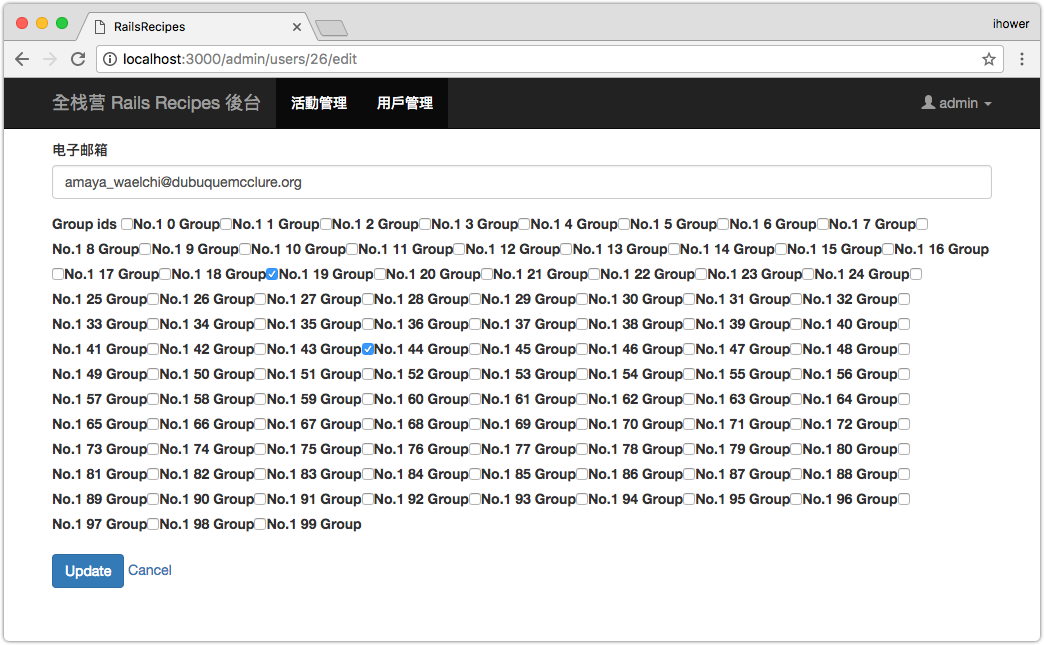 RailsRecipes
ihower
localhost:3000/admin/users/26/edit
全栈营 Rails Recipes 後台 活動管理 用戶管理 admin
电子邮箱
amaya_waelchi@dubuquemcclure.org
Group ids No.1 0 Group No.1 1 Group No.1 2 Group No.1 3 Group No.1 4 Group No.1 5 Group No.1 6 Group No.1 7 Group
No.1 8 Group No.1 9 Group No.1 10 Group No.1 11 Group No.1 12 Group No.1 13 Group No.1 14 Group No.1 15 Group No.1 16 Group
No.1 17 Group No.1 18 Group No.1 19 Group No.1 20 Group No.1 21 Group No.1 22 Group No.1 23 Group No.1 24 Group
No.1 25 Group No.1 26 Group No.1 27 Group No.1 28 Group No.1 29 Group No.1 30 Group No.1 31 Group No.1 32 Group
No.1 33 Group No.1 34 Group No.1 35 Group No.1 36 Group No.1 37 Group No.1 38 Group No.1 39 Group No.1 40 Group
No.1 41 Group No.1 42 Group No.1 43 Group No.1 44 Group No.1 45 Group No.1 46 Group No.1 47 Group No.1 48 Group
No.1 49 Group No.1 50 Group No.1 51 Group No.1 52 Group No.1 53 Group No.1 54 Group No.1 55 Group No.1 56 Group
No.1 57 Group No.1 58 Group No.1 59 Group No.1 60 Group No.1 61 Group No.1 62 Group No.1 63 Group No.1 64 Group
No.1 65 Group No.1 66 Group No.1 67 Group No.1 68 Group No.1 69 Group No.1 70 Group No.1 71 Group No.1 72 Group
No.1 73 Group No.1 74 Group No.1 75 Group No.1 76 Group No.1 77 Group No.1 78 Group No.1 79 Group No.1 80 Group
No.1 81 Group No.1 82 Group No.1 83 Group No.1 84 Group No.1 85 Group No.1 86 Group No.1 87 Group No.1 88 Group
No.1 89 Group No.1 90 Group No.1 91 Group No.1 92 Group No.1 93 Group No.1 94 Group No.1 95 Group No.1 96 Group
No.1 97 Group No.1 98 Group No.1 99 Group
Update Cancel